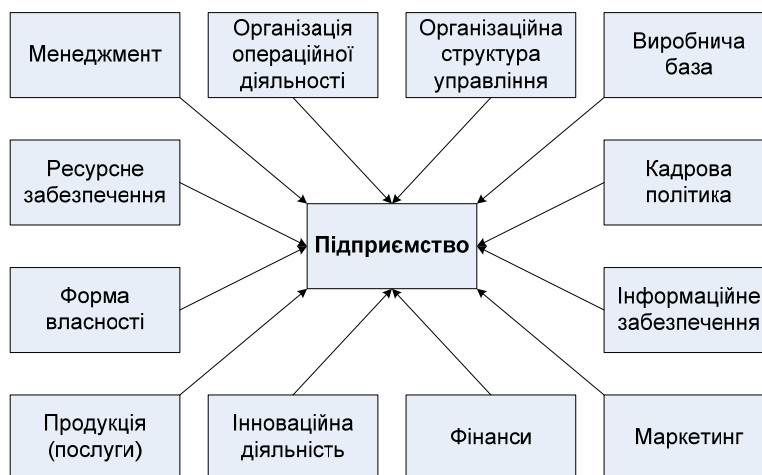 Менеджмент
Організація
операційної
діяльності
Організаційна
структура
управління
Виробнича
база
Ресурсне
забезпечення
Кадрова
політика
Підприємство
Форма
власності
Інформаційне
забезпечення
Продукція
(послуги)
Інноваційна
діяльність
Фінанси
Маркетинг